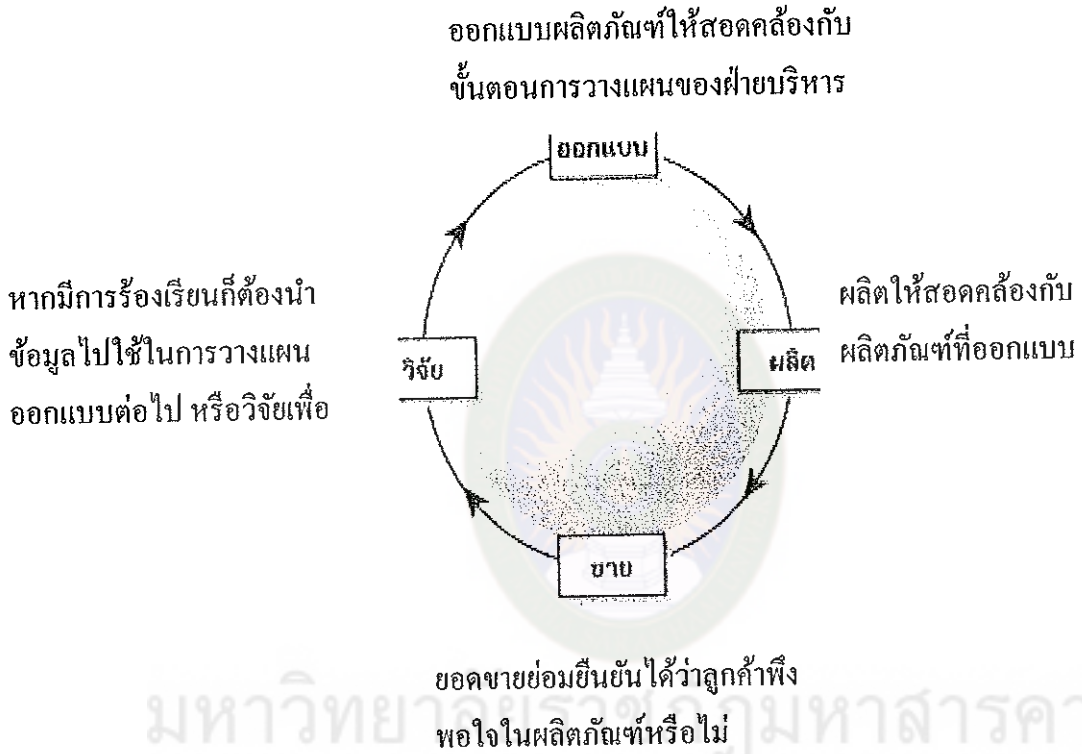 ออกแบบผลิตภัณฑ์ให้สอดคล้องกับ
ขั้นตอนการวางแผนของฝ่ายบริหาร
ออกแบบ
หากมีการร้องเรียนก็ต้องนำ
ข้อมูลไปใช้ในการวางแผน
ออกแบบต่อไป หรือวิจัยเพื่อ
วิจัย
ผลิต
ผลิตให้สอดคล้องกับ
ผลิตภัณฑ์ที่ออกแบบ
ขาย
ยอดขายย่อมยืนยันได้ว่าลูกค้าพึง
พอใจในผลิตภัณฑ์หรือไม่
มหาวิทยาลัยราชภัฏมหาสารคา